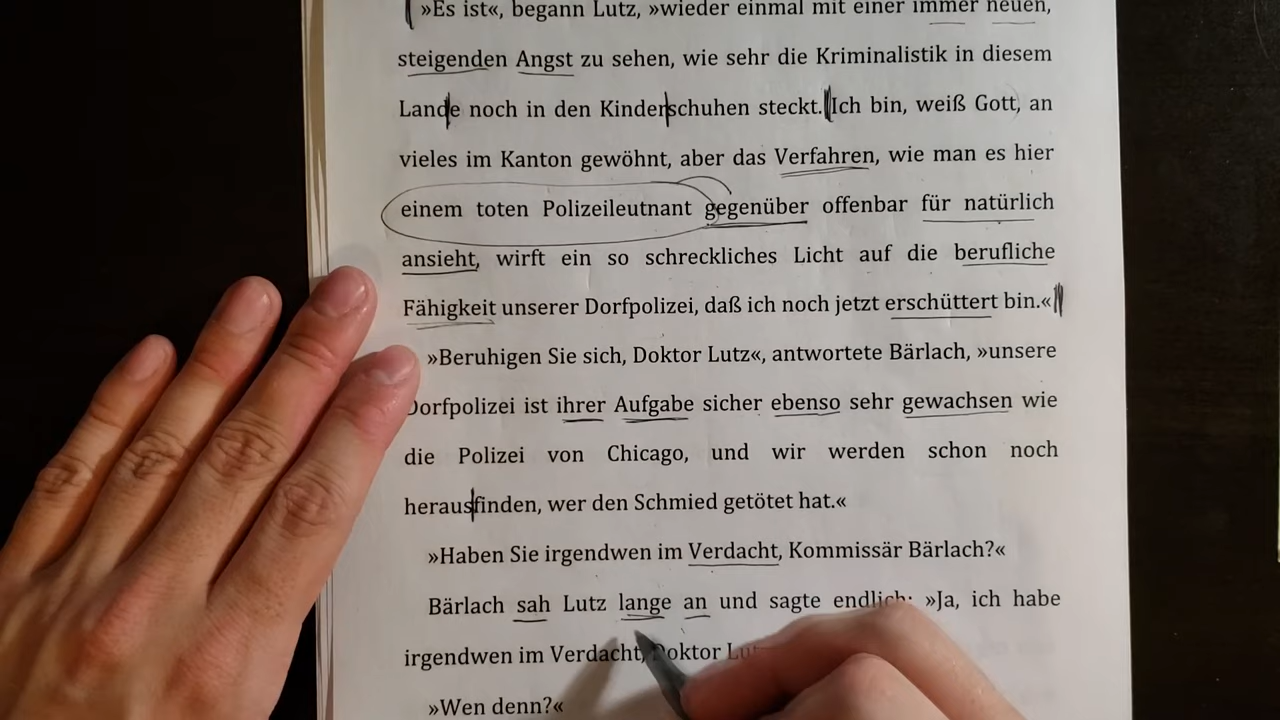 »Es ist«, begann Lutz, »wieder einmal mit einer immer neuen,
steigenden Angst zu sehen, wie sehr die Kriminalistik in diesem
Lande noch in den Kinderschuhen steckt. Ich bin, weiß Gott, an
vieles im Kanton gewöhnt, aber das Verfahren, wie man es hier
einem toten Polizeileutnant gegenüber offenbar für natürlich
ansieht, wirft ein so schreckliches Licht auf die berufliche
Fähigkeit unserer Dorfpolizei, daß ich noch jetzt erschüttert bin.«
»Beruhigen Sie sich, Doktor Lutz«, antwortete Bärlach, »unsere
Dorfpolizei ist ihrer Aufgabe sicher ebenso sehr gewachsen wie
die Polizei von Chicago, und wir werden schon noch
herausfinden, wer den Schmied getötet hat.«
»Haben Sie irgendwen im Verdacht, Kommissär Bärlach?«
Bärlach sah Lutz lange an und sagte endlich: »Ja, ich habe
irgendwen im Verdacht, Doktor Lu
»Wen denn?«